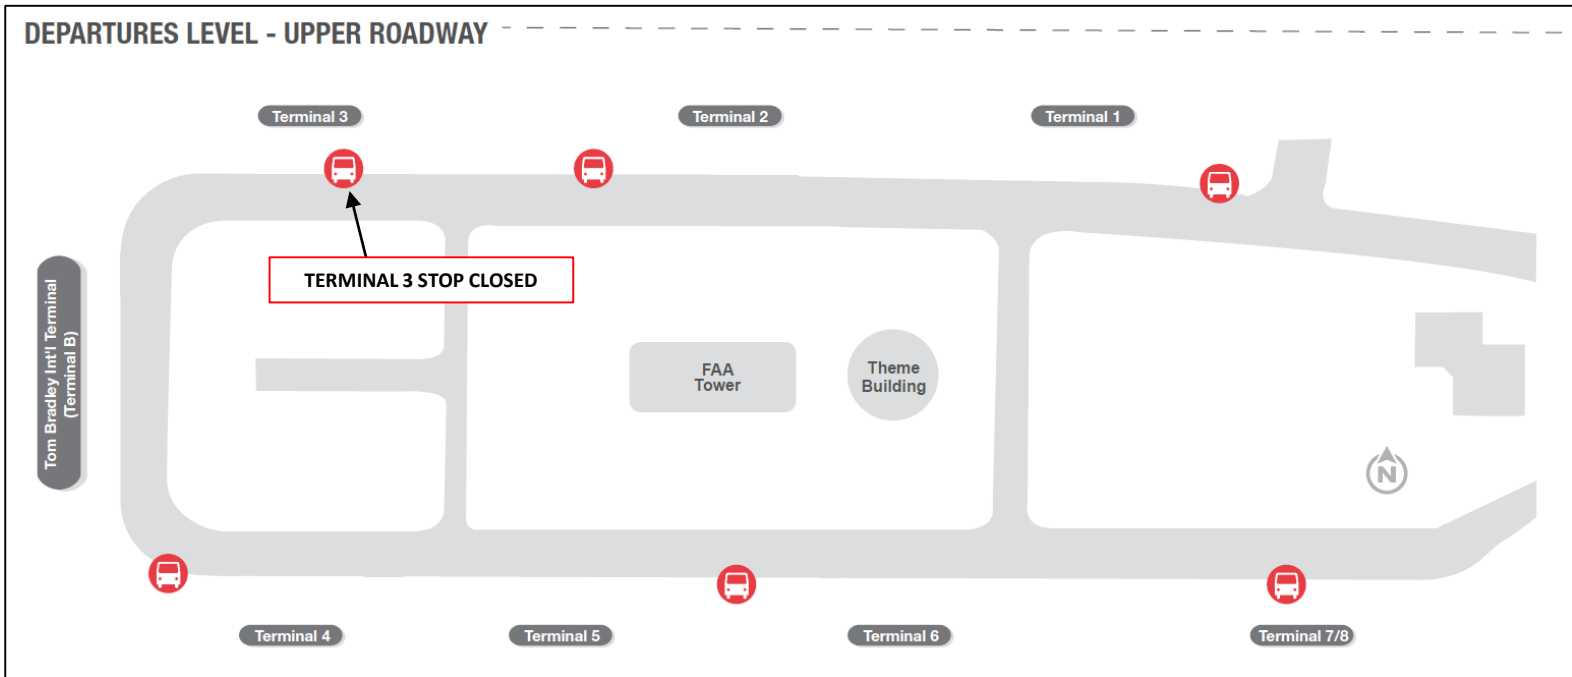 DEPARTURES LEVEL - UPPER ROADWAY
Terminal 3
Terminal 2
Terminal 1
TERMINAL 3 STOP CLOSED
Tom Bradley Int'l Terminal
(Terminal B)
FAA
Tower
Theme
Building
N
Terminal 4
Terminal 5
Terminal 6
Terminal 7/8